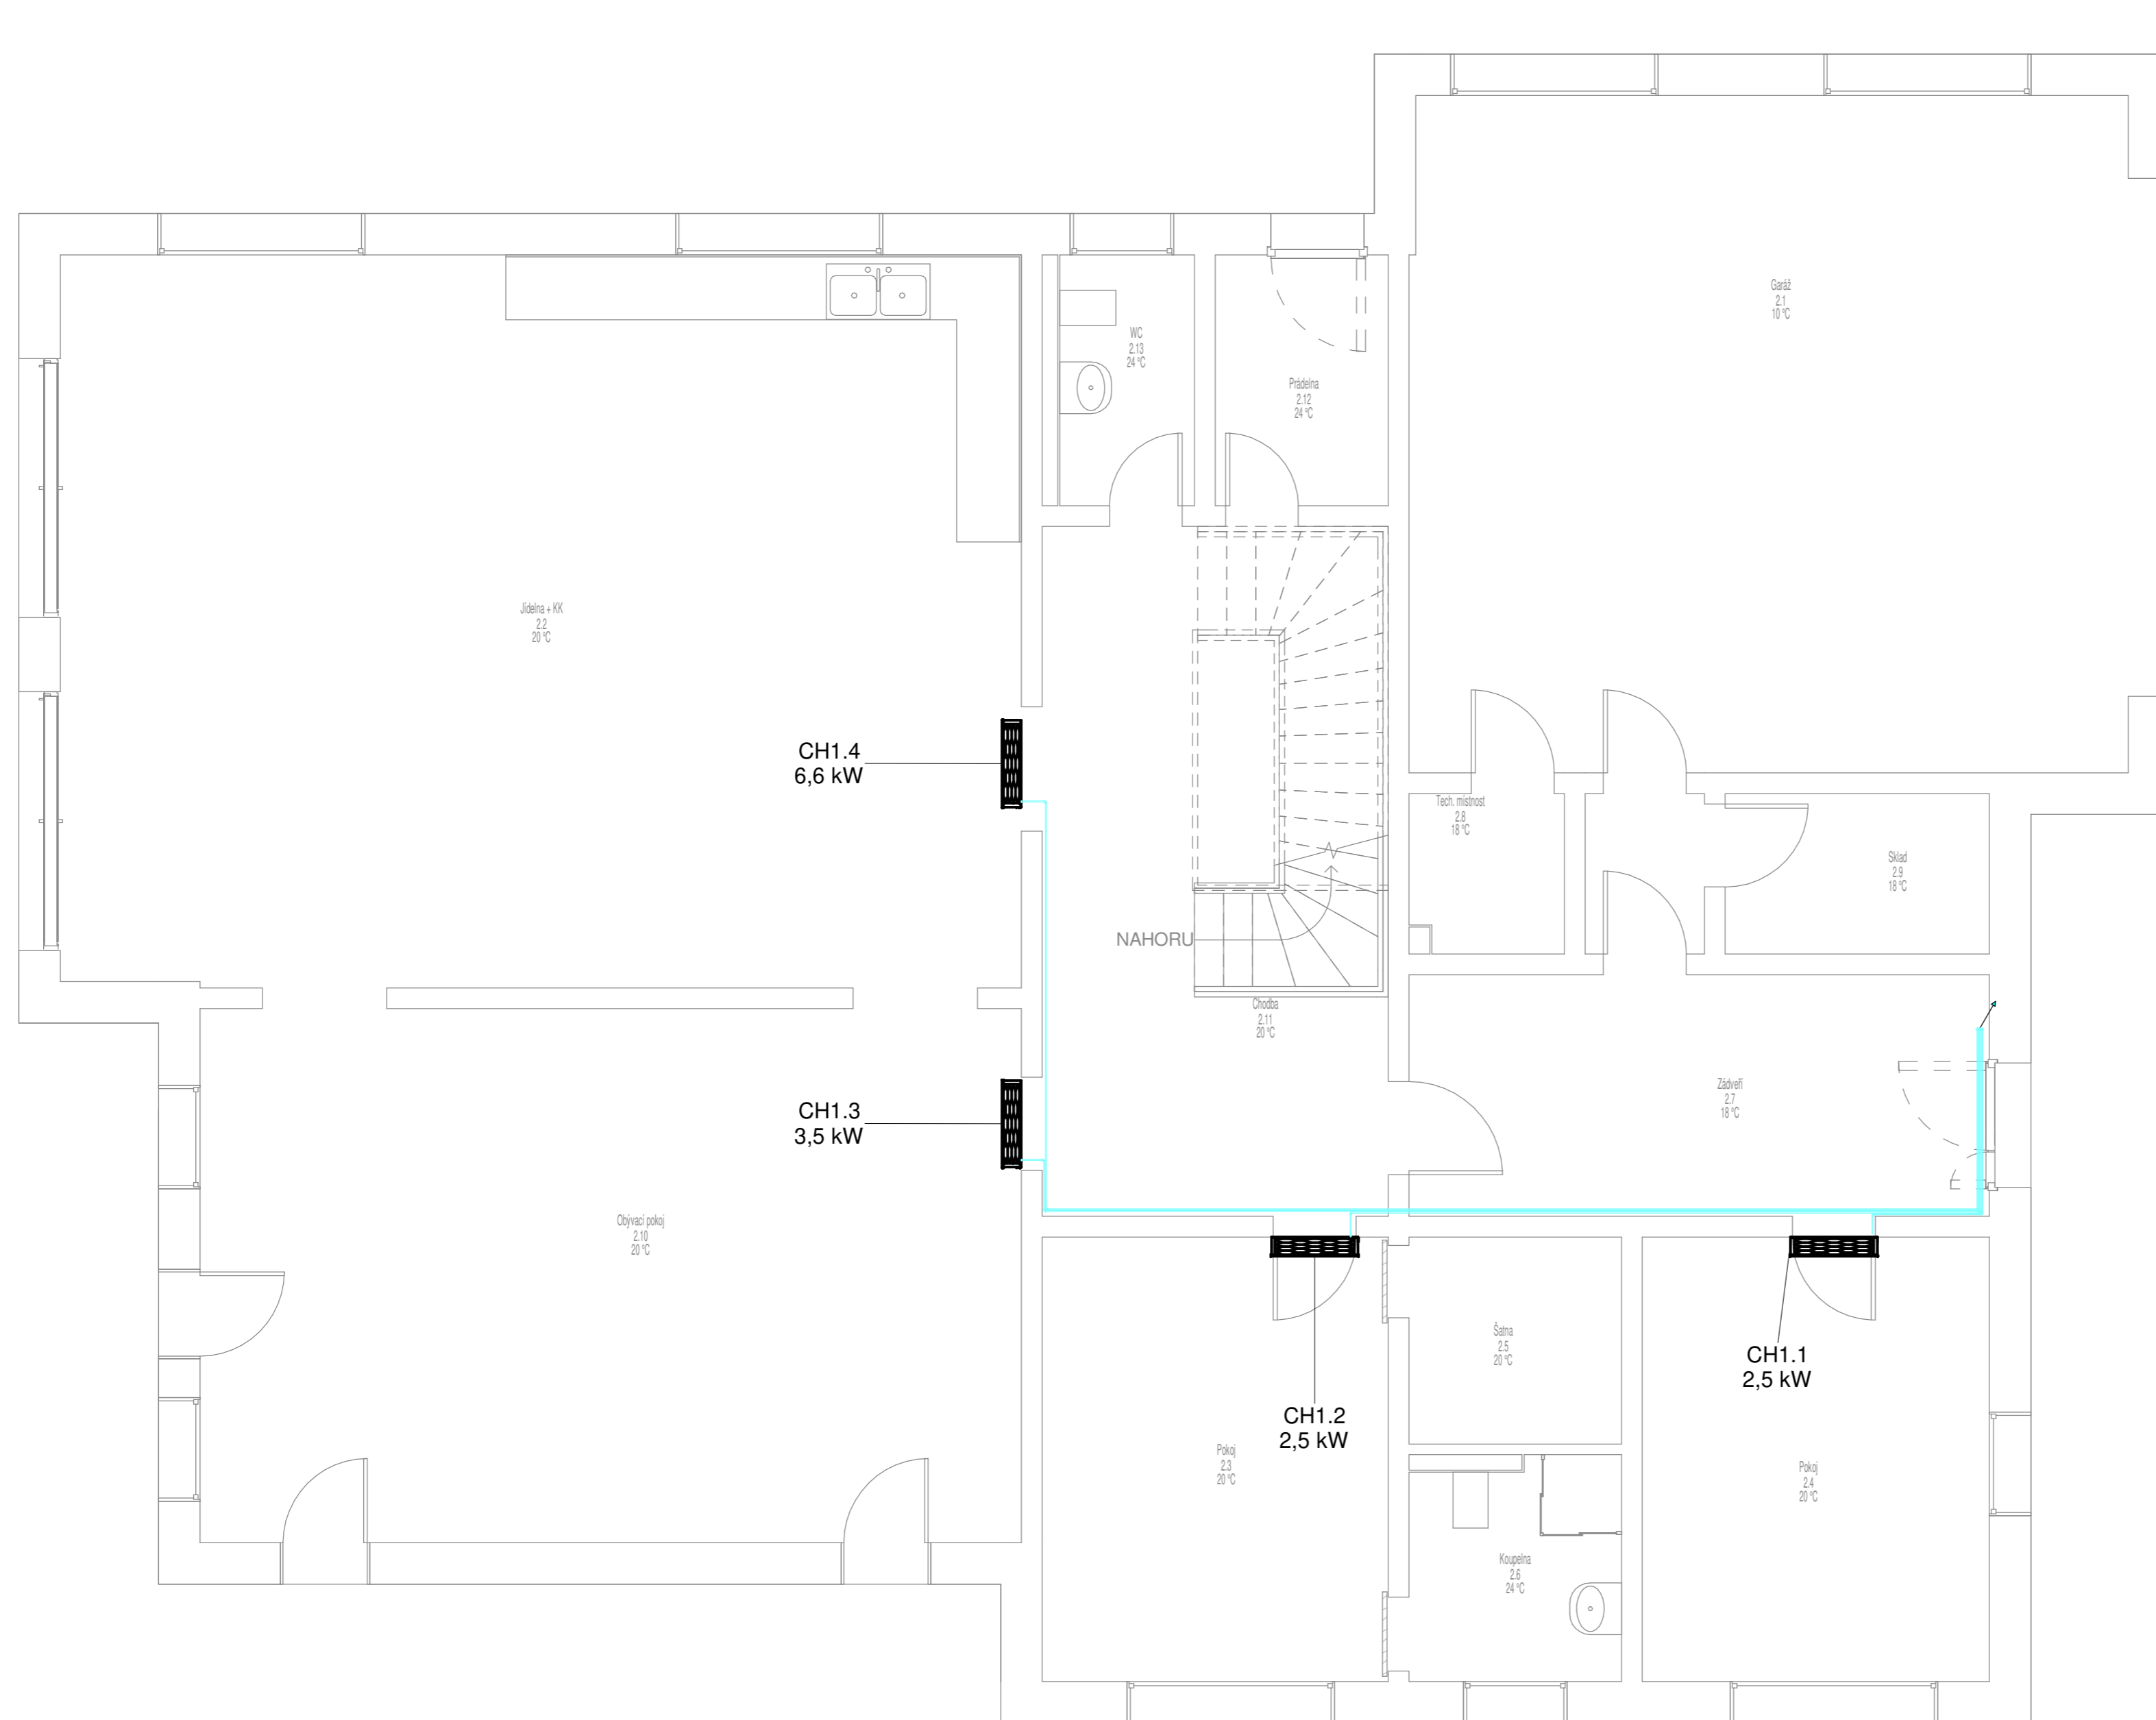 Garáž
2.1
10 °C
WC
2.13
24 °C
Prádelna
2.12
24 °C
Jídelna + KK
2.2
20 °C
CH1.4
6,6 kW
Tech. místnost
2.8
18 °C
Sklad
2.9
18 °C
NAHORU
Chodba
2.11
20 °C
Zádveří
2.7
18 °C
CH1.3
3,5 kW
Obývací pokoj
2.10
20 °C
Šatna
2.5
20 °C
CH1.1
2,5 kW
CH1.2
2,5 kW
Pokoj
2.3
20 °C
Pokoj
2.4
20 °C
Koupelna
2.6
24 °C